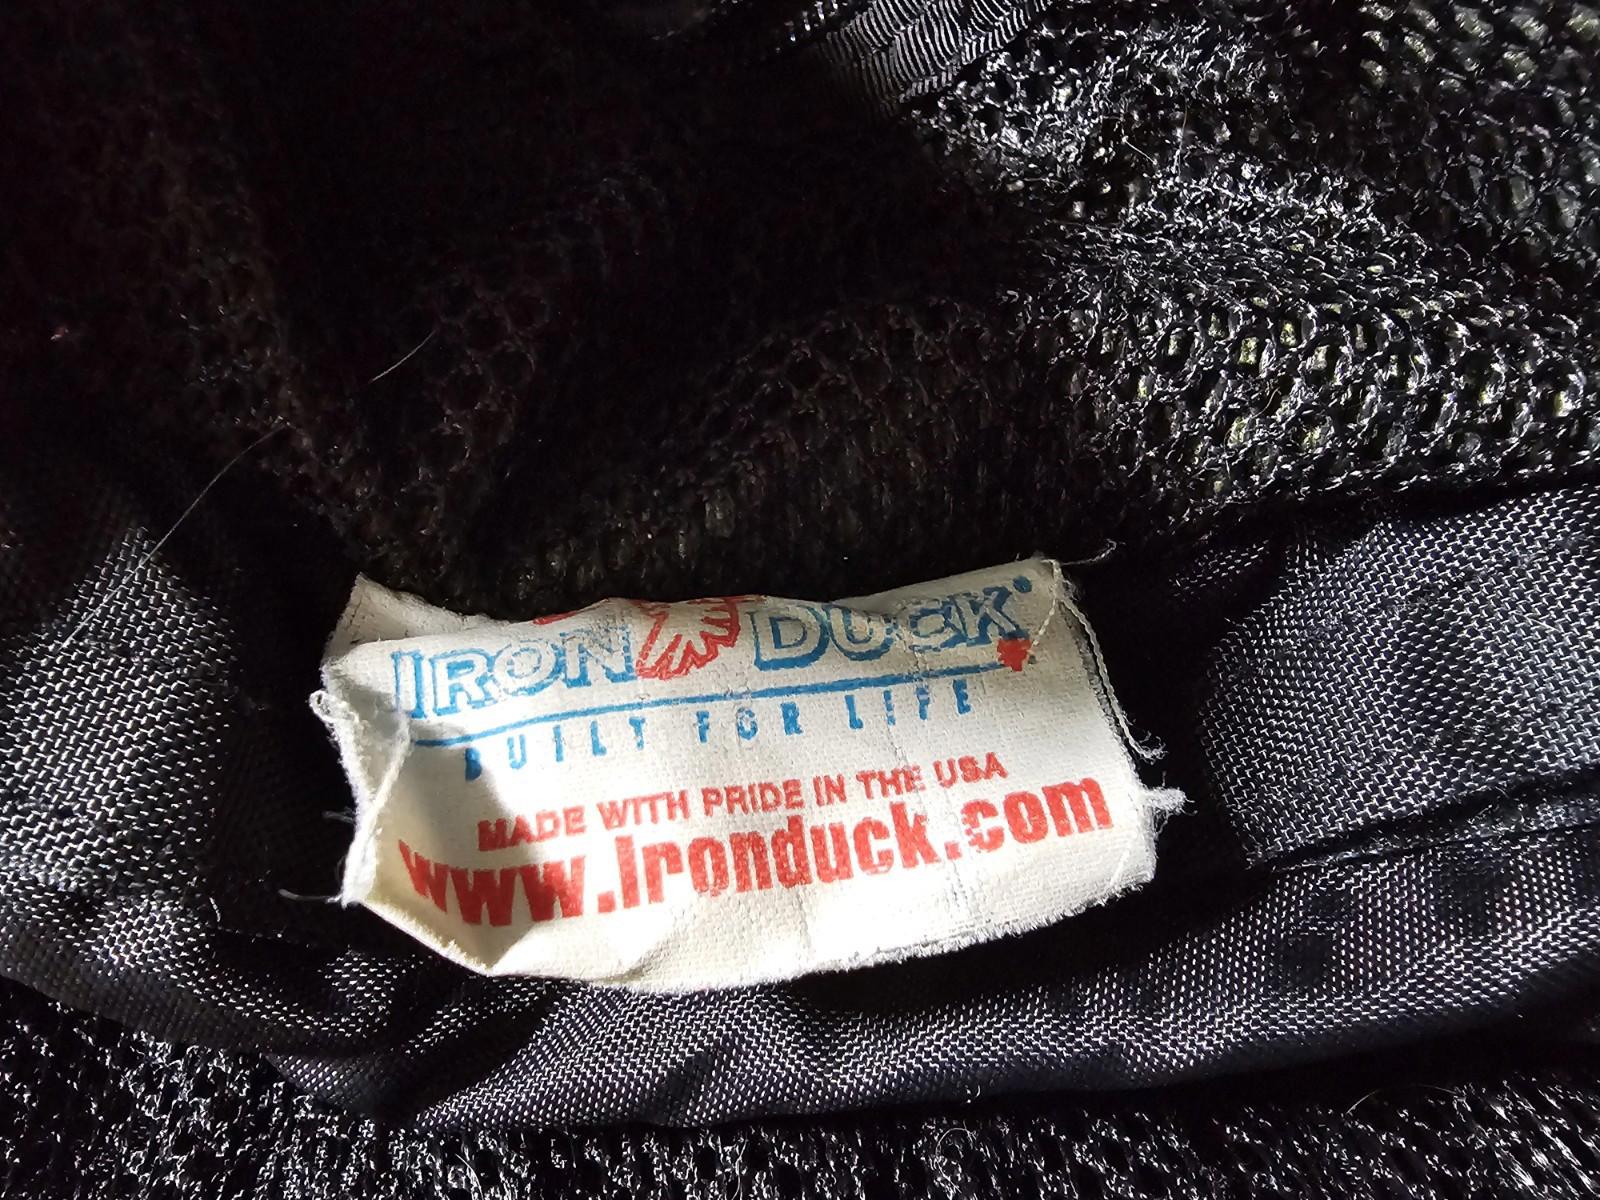 IRON DUCK®
BUILT FOR LIFE
MADE WITH PRIDE IN THE USA
www.ironduck.com